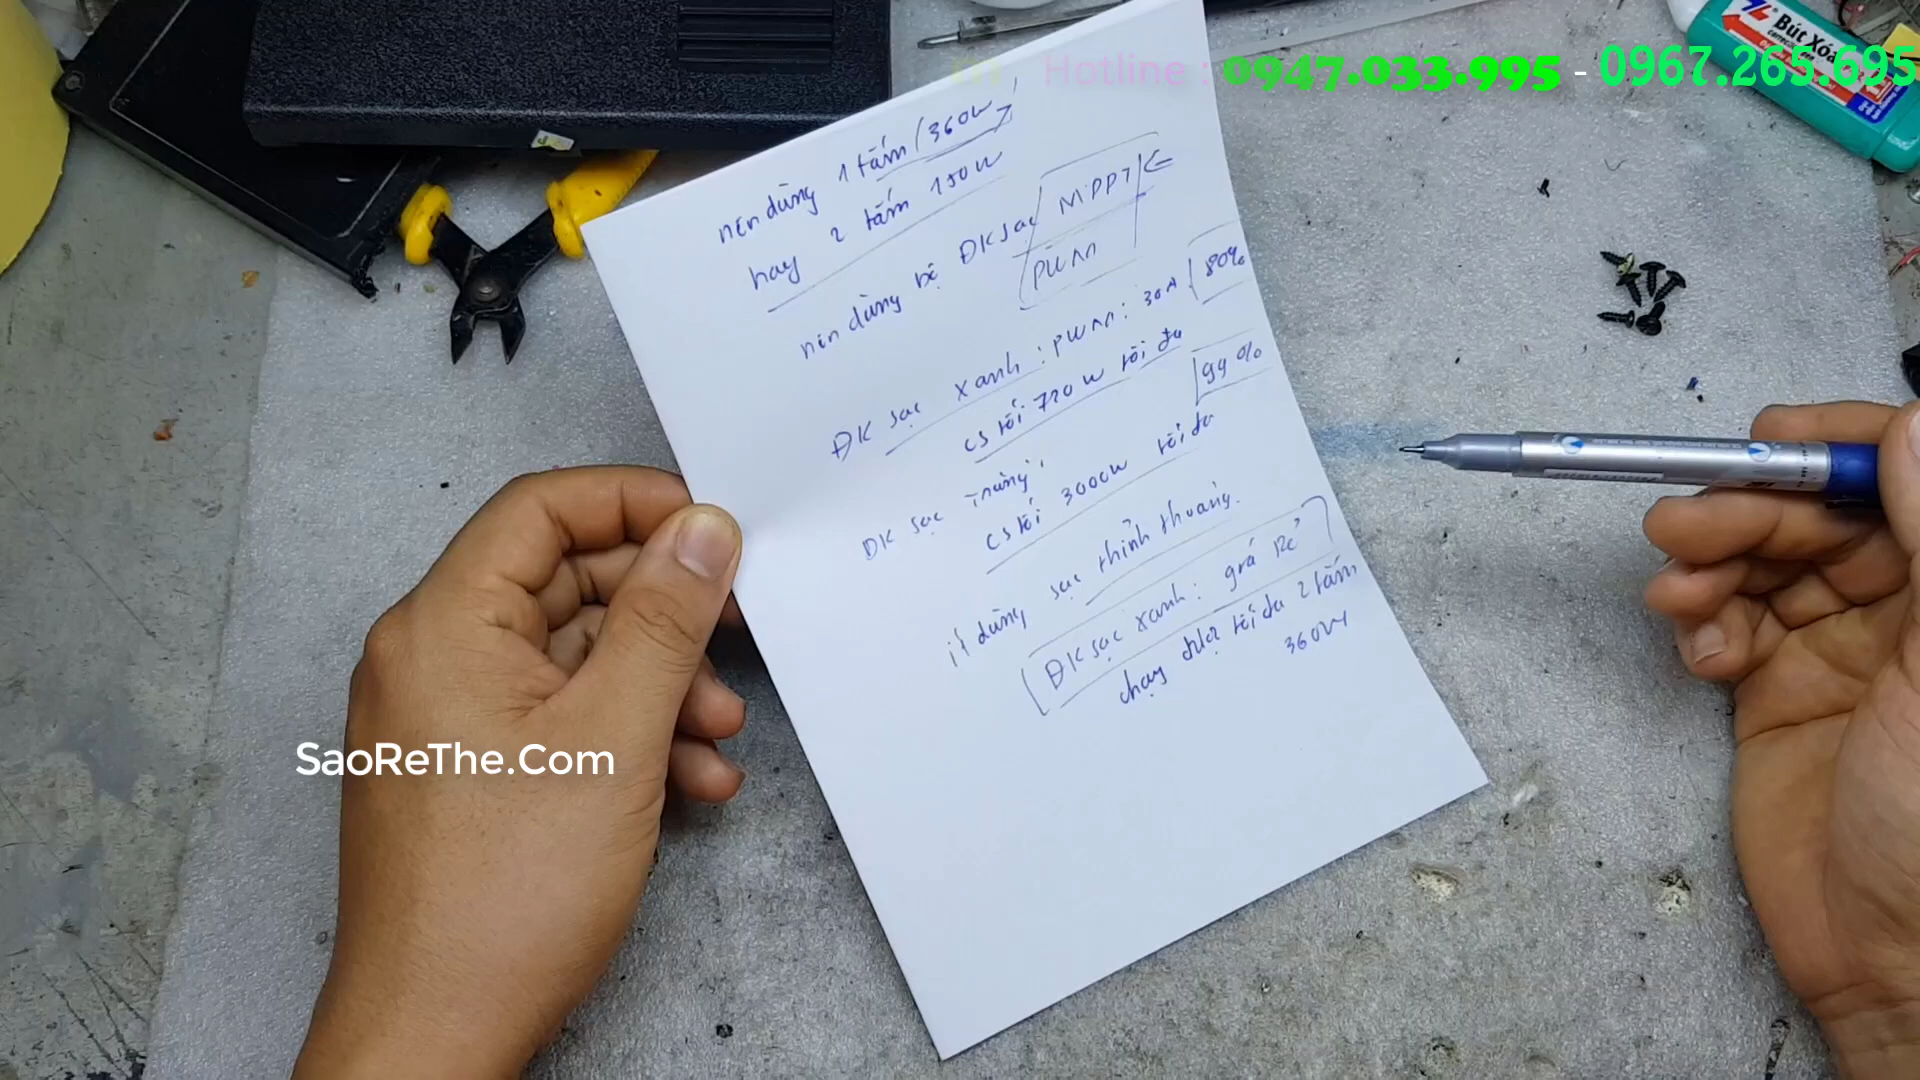 Hotline : 0947.033.995 - 0967.265.695
Bút Xóa
nên dùng 1 tấm (360W)
hay 2 tấm 150W
nên dùng bộ ĐK sạc MPPT
PWM
ĐK sạc xanh : PWM : 30A 80%
CS tối 720W tối đa
99%
ĐK sạc Trắng :
CS tối 3000W tối đa
ít dùng sạc thỉnh thoảng.
ĐK sạc xanh : giá rẻ
chạy được tối đa 2 tấm
360W
SaoReThe.Com